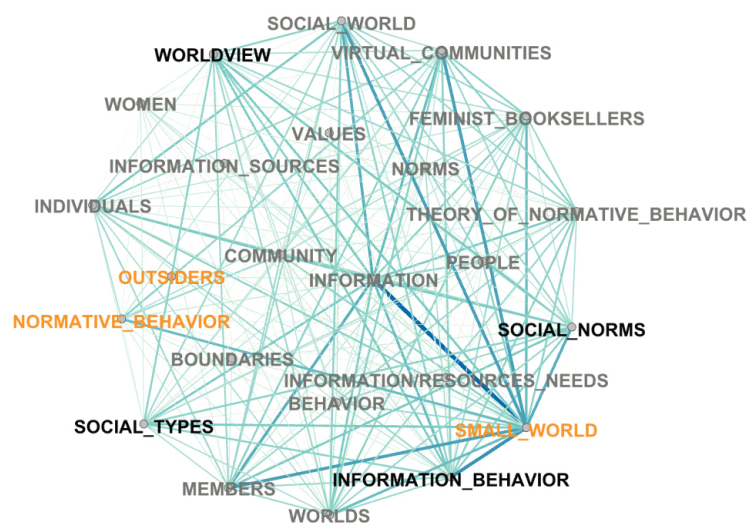 SOCIAL_WORLD
WORLDVIEW
VIRTUAL_COMMUNITIES
WOMEN
FEMINIST_BOOKSELLERS
VALUES
INFORMATION_SOURCES
NORMS
INDIVIDUALS
THEORY_OF_NORMATIVE_BEHAVIOR
COMMUNITY
PEOPLE
OUTSIDERS
INFORMATION
NORMATIVE_BEHAVIOR
SOCIAL_NORMS
BOUNDARIES
INFORMATION/RESOURCES_NEEDS
BEHAVIOR
SOCIAL_TYPES
SMALL_WORLD
INFORMATION_BEHAVIOR
MEMBERS
WORLDS